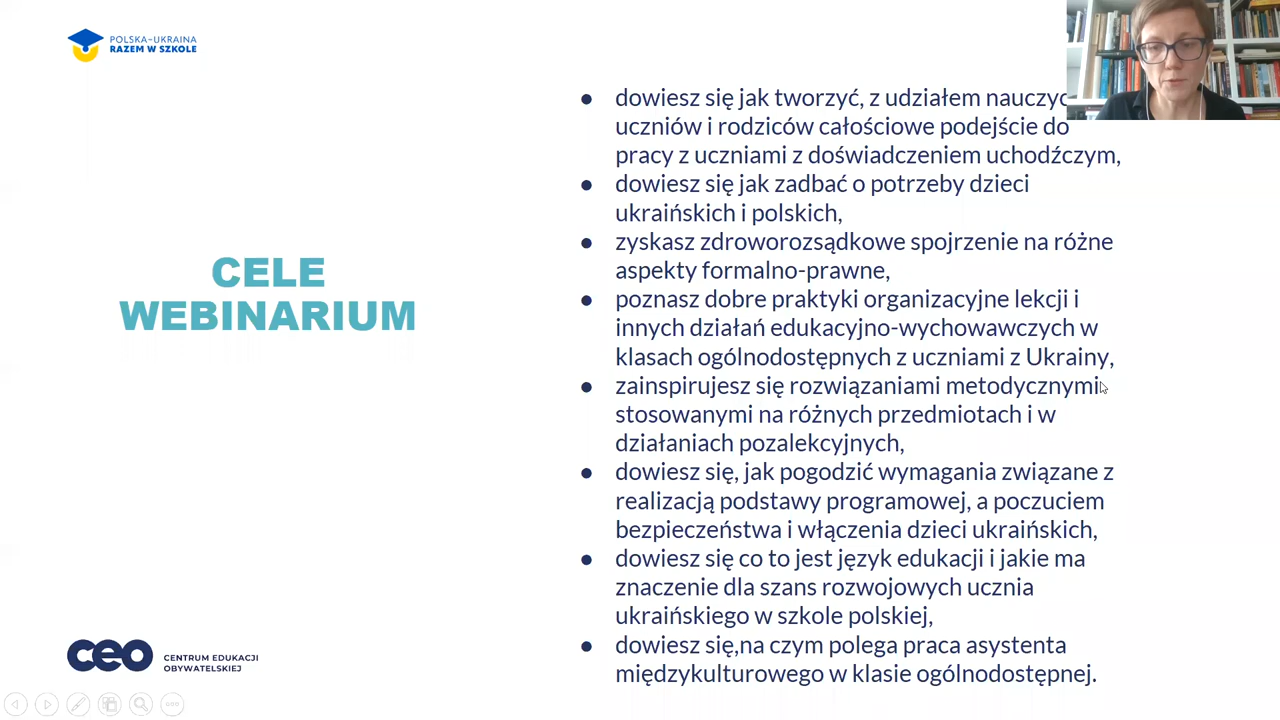 POLSKA-UKRAINA
RAZEM W SZKOLE
CELE
WEBINARIUM
● dowiesz się jak tworzyć, z udziałem
uczniów i rodziców całościowe podejście do
pracy z uczniami z doświadczeniem uchodźczym,
● dowiesz się jak zadbać o potrzeby dzieci
ukraińskich i polskich,
● zyskasz zdroworozsądkowe spojrzenie na różne
aspekty formalno-prawne,
● poznasz dobre praktyki organizacyjne lekcji i
innych działań edukacyjno-wychowawczych w
klasach ogólnodostępnych z uczniami z Ukrainy,
● zainspirujesz się rozwiązaniami metodycznymi
stosowanymi na różnych przedmiotach i w
działaniach pozalekcyjnych,
● dowiesz się, jak pogodzić wymagania związane z
realizacją podstawy programowej, a poczuciem
bezpieczeństwa i włączenia dzieci ukraińskich,
● dowiesz się co to jest język edukacji i jakie ma
znaczenie dla szans rozwojowych ucznia
ukraińskiego w szkole polskiej,
● dowiesz się,na czym polega praca asystenta
międzykulturowego w klasie ogólnodostępnej.
ceo CENTRUM EDUKACJI
OBYWATELSKIEJ